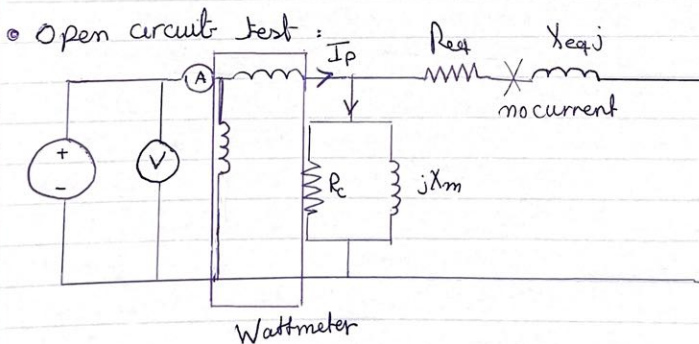 Open circuit test :
Ip
Req
Xeqj
no current
A
+
-
V
Rc
jXm
Wattmeter